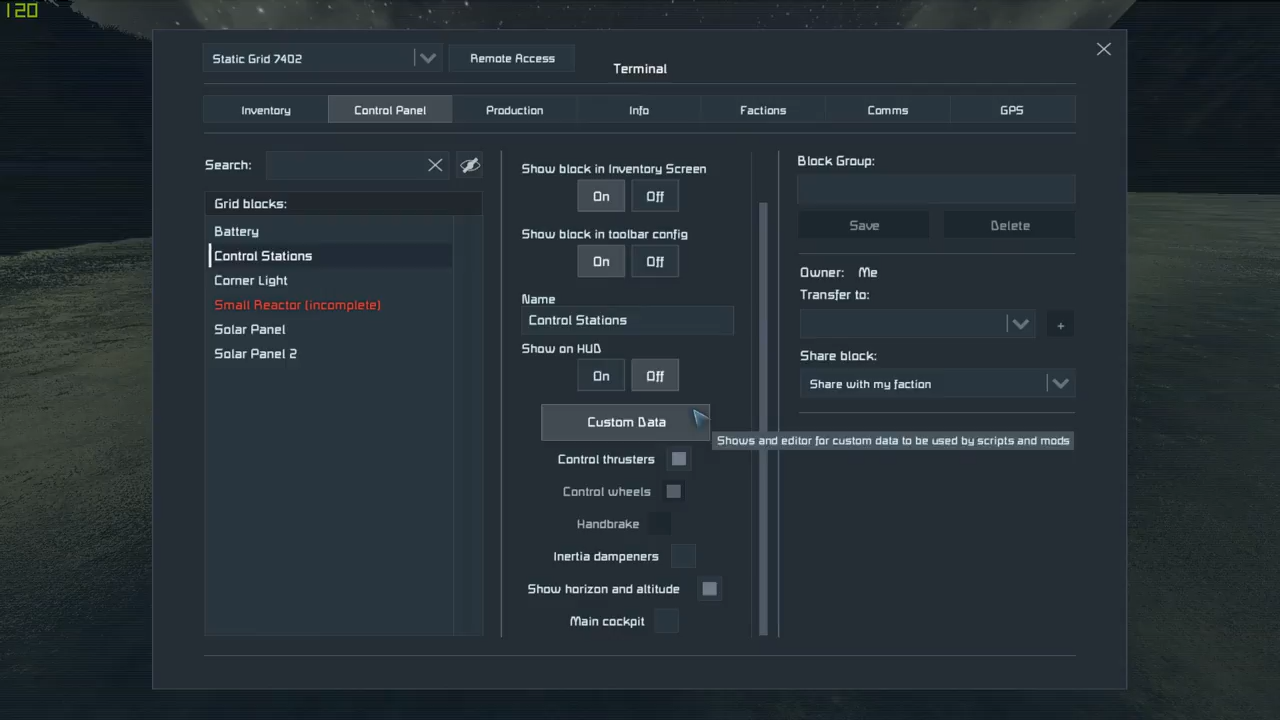 120
Static Grid 7402
Remote Access
Terminal
Inventory
Control Panel
Production
Info
Factions
Comms
GPS
Search:
Grid blocks:
Battery
Control Stations
Corner Light
Small Reactor (incomplete)
Solar Panel
Solar Panel 2
Show block in Inventory Screen
On Off
Show block in toolbar config
On Off
Name
Control Stations
Show on HUD
On Off
Custom Data
Shows and editor for custom data to be used by scripts and mods
Control thrusters
Control wheels
Handbrake
Inertia dampeners
Show horizon and altitude
Main cockpit
Block Group:
Save Delete
Owner: Me
Transfer to:
+
Share block:
Share with my faction